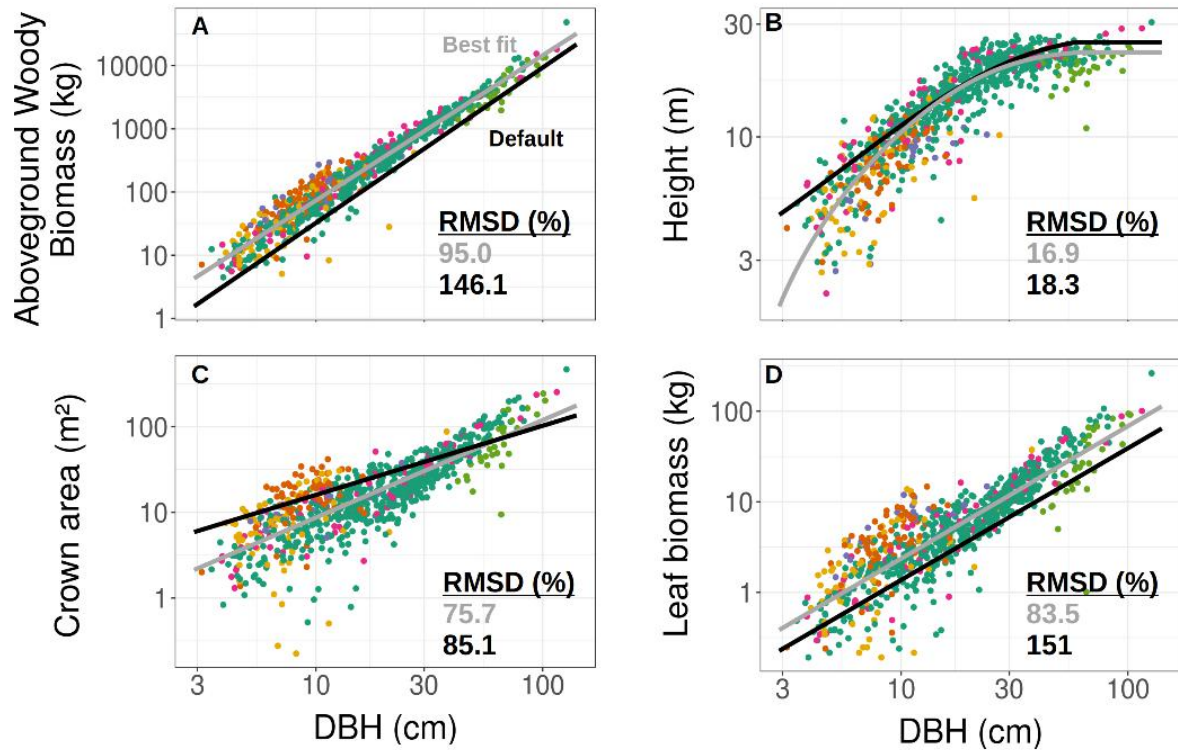 A
Best fit
Default
Aboveground Woody
Biomass (kg)
10000
1000
100
10
1
RMSD (%)
95.0
146.1
B
Height (m)
30
10
3
RMSD (%)
16.9
18.3
C
Crown area (m²)
100
10
1
RMSD (%)
75.7
85.1
3
10
30
100
DBH (cm)
D
Leaf biomass (kg)
100
10
1
RMSD (%)
83.5
151
3
10
30
100
DBH (cm)